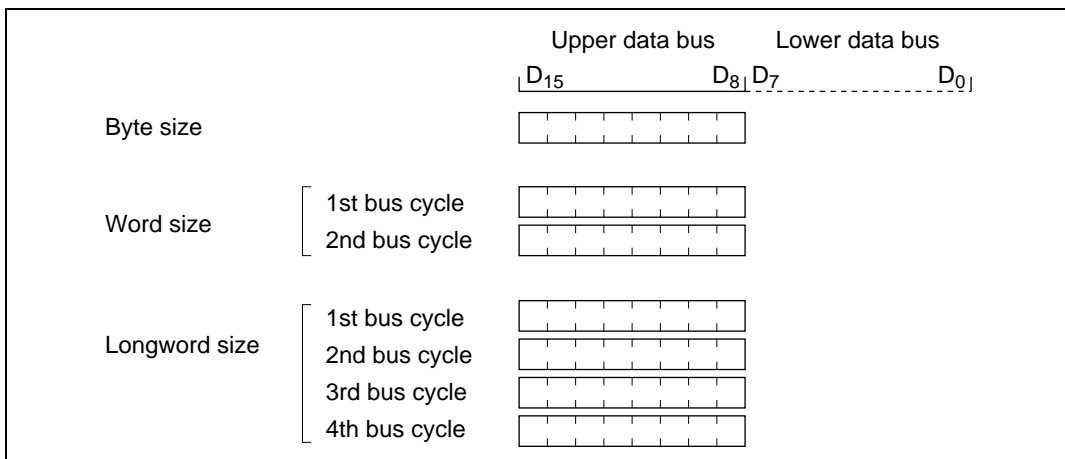 Upper data bus Lower data bus
D15 D8 D7 D0
Byte size
Word size
1st bus cycle
2nd bus cycle
Longword size
1st bus cycle
2nd bus cycle
3rd bus cycle
4th bus cycle